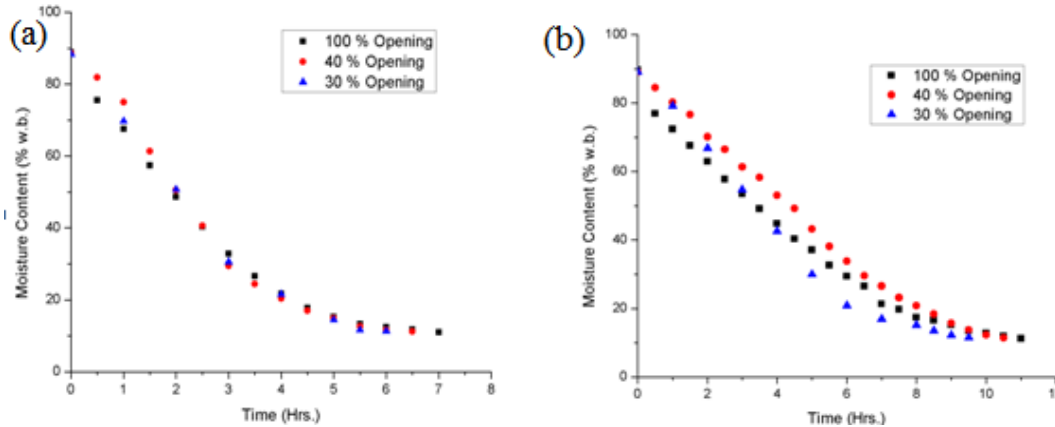 (a)
100 % Opening
40 % Opening
30 % Opening
Moisture Content (% w.b.)
100
80
60
40
20
0
0 1 2 3 4 5 6 7 8
Time (Hrs.)
(b)
100 % Opening
40 % Opening
30 % Opening
Moisture Content (% w.b.)
100
80
60
40
20
0
0 2 4 6 8 10
Time (Hrs.)